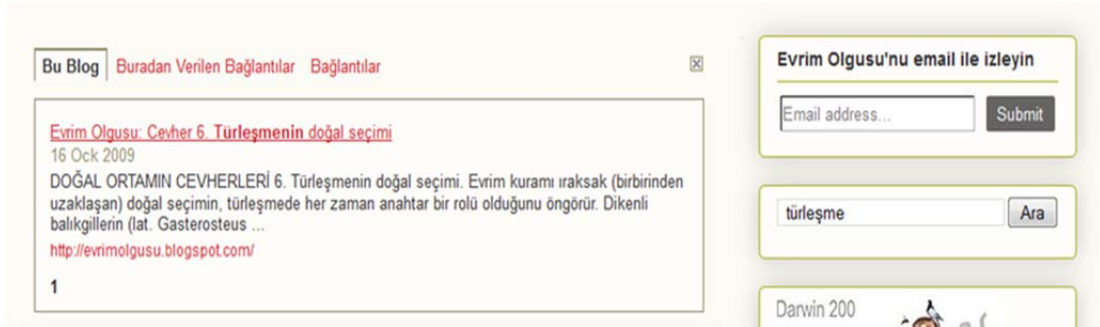 Bu Blog Buradan Verilen Bağlantılar Bağlantılar
Evrim Olgusu: Cevher 6. Türleşmenin doğal seçimi
16 Ock 2009
DOĞAL ORTAMIN CEVHERLERİ 6. Türleşmenin doğal seçimi. Evrim kuramı ıraksak (birbirinden
uzaklaşan) doğal seçimin, türleşmede her zaman anahtar bir rolü olduğunu öngörür. Dikenli
balıkgillerin (lat. Gasterosteus ...
http://evrimolgusu.blogspot.com/
1
Evrim Olgusu'nu email ile izleyin
Email address... Submit
türleşme Ara
Darwin 200